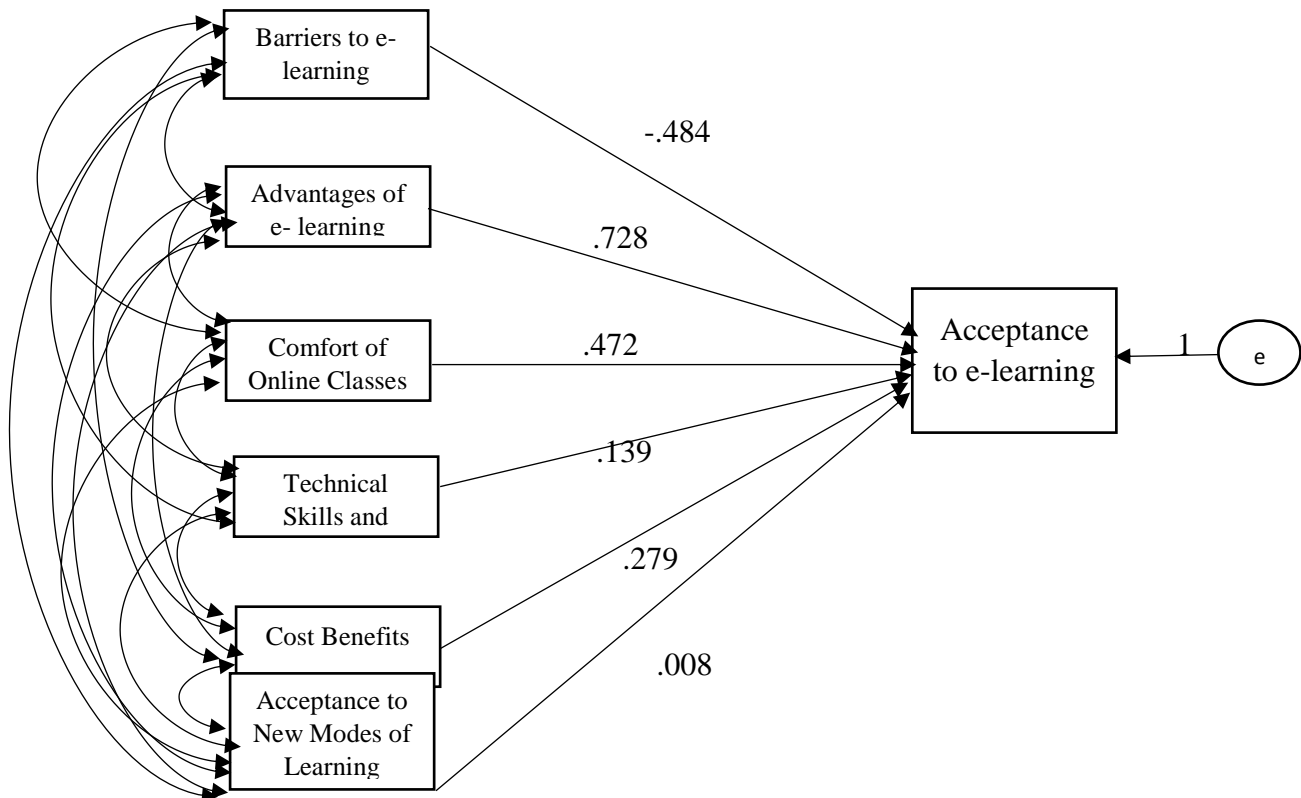 Barriers to e-
learning
-.484
Advantages of
e- learning
.728
Comfort of
Online Classes
.472
Acceptance
to e-learning
1
e
Technical
Skills and
.139
Cost Benefits
.279
Acceptance to
New Modes of
Learning
.008